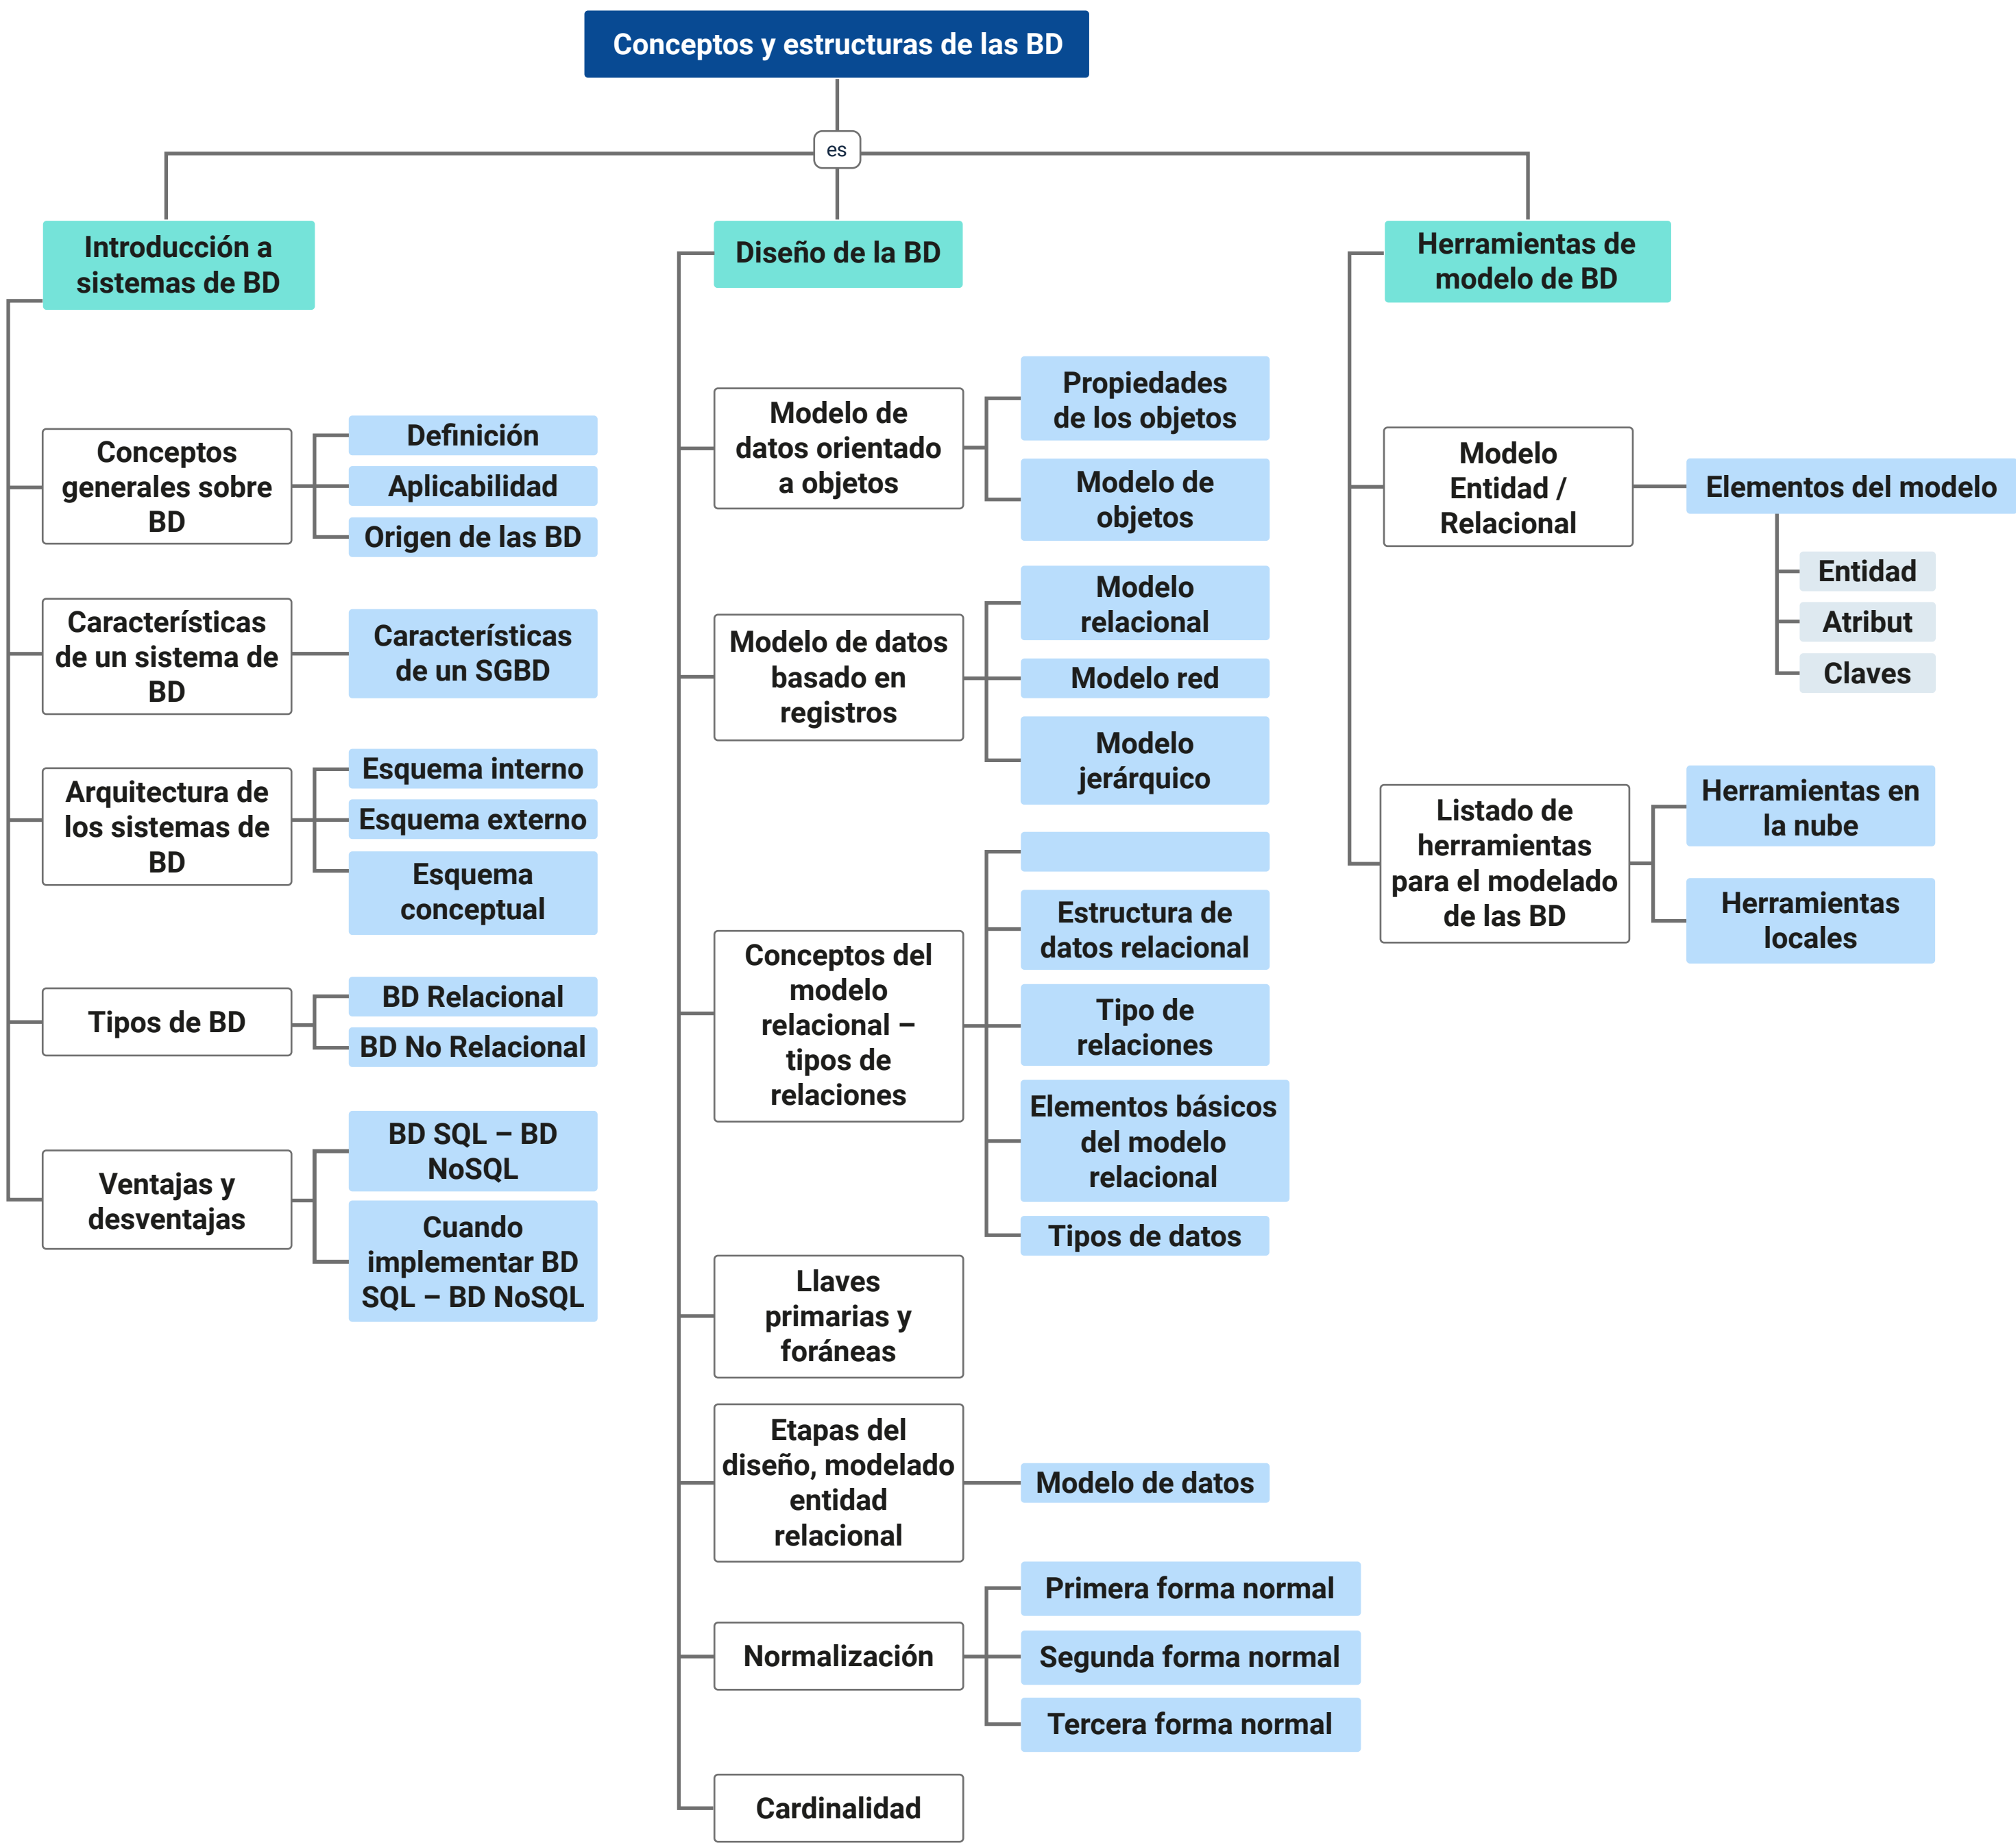 Conceptos y estructuras de las BD
es
Introducción a
sistemas de BD
Conceptos
generales sobre
BD
Definición
Aplicabilidad
Origen de las BD
Características
de un sistema de
BD
Características
de un SGBD
Arquitectura de
los sistemas de
BD
Esquema interno
Esquema externo
Esquema
conceptual
Tipos de BD
BD Relacional
BD No Relacional
Ventajas y
desventajas
BD SQL – BD
NoSQL
Cuando
implementar BD
SQL – BD NoSQL
Diseño de la BD
Modelo de
datos orientado
a objetos
Propiedades
de los objetos
Modelo de
objetos
Modelo de datos
basado en
registros
Modelo
relacional
Modelo red
Modelo
jerárquico
Conceptos del
modelo
relacional –
tipos de
relaciones
Estructura de
datos relacional
Tipo de
relaciones
Elementos básicos
del modelo
relacional
Tipos de datos
Llaves
primarias y
foráneas
Etapas del
diseño, modelado
entidad
relacional
Modelo de datos
Normalización
Primera forma normal
Segunda forma normal
Tercera forma normal
Cardinalidad
Herramientas de
modelo de BD
Modelo
Entidad /
Relacional
Elementos del modelo
Entidad
Atribut
Claves
Listado de
herramientas
para el modelado
de las BD
Herramientas en
la nube
Herramientas
locales